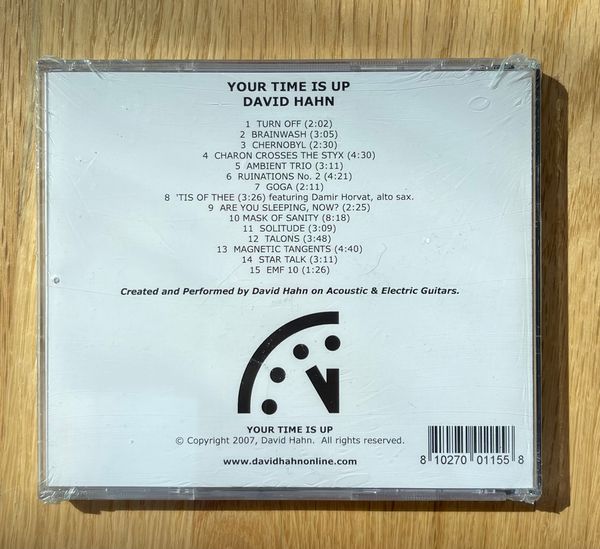 YOUR TIME IS UP
DAVID HAHN
1 TURN OFF (2:02)
2 BRAINWASH (3:05)
3 CHERNOBYL (2:30)
4 CHARON CROSSES THE STYX (4:30)
5 AMBIENT TRIO (3:11)
6 RUINATIONS No. 2 (4:21)
7 GOGA (2:11)
8 'TIS OF THEE (3:26) featuring Damir Horvat, alto sax.
9 ARE YOU SLEEPING, NOW? (2:25)
10 MASK OF SANITY (8:18)
11 SOLITUDE (3:09)
12 TALONS (3:48)
13 MAGNETIC TANGENTS (4:40)
14 STAR TALK (3:11)
15 EMF 10 (1:26)
Created and Performed by David Hahn on Acoustic & Electric Guitars.
YOUR TIME IS UP
© Copyright 2007, David Hahn. All rights reserved.
www.davidhahnonline.com
8 10270 01155 8